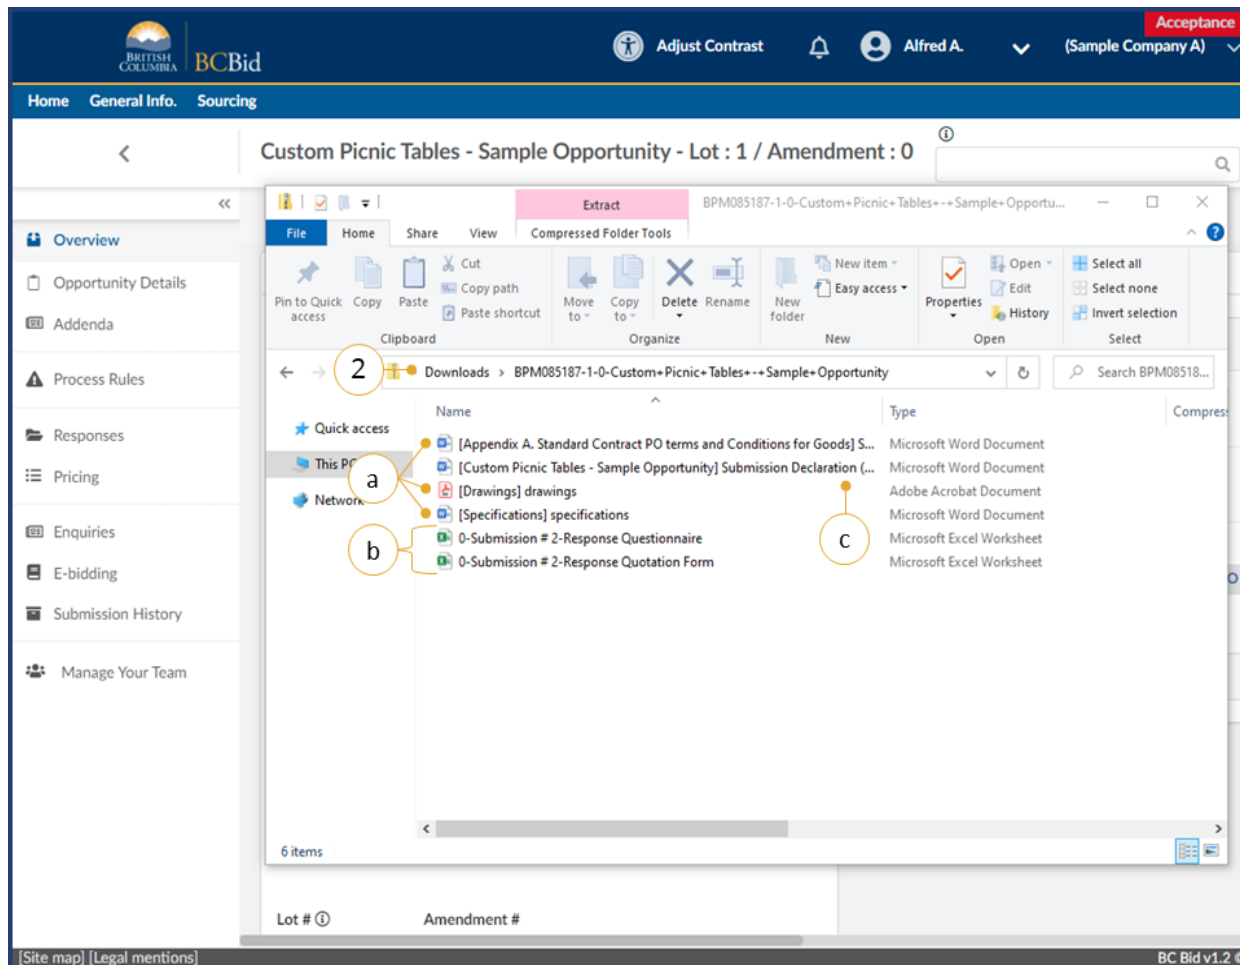 Acceptance
BRITISH COLUMBIA
BCBid
Adjust Contrast
Alfred A.
(Sample Company A)
Home General Info. Sourcing
Custom Picnic Tables - Sample Opportunity - Lot : 1 / Amendment : 0
Overview
Opportunity Details
Addenda
Process Rules
Responses
Pricing
Enquiries
E-bidding
Submission History
Manage Your Team
Extract
BPM085187-1-0-Custom+Picnic+Tables+-+Sample+Opportu...
File Home Share View Compressed Folder Tools
Pin to Quick access
Copy
Paste
Cut
Copy path
Paste shortcut
Clipboard
Move to
Copy to
Delete
Rename
Organize
New folder
New item
Easy access
New
Properties
Open
Edit
History
Open
Select all
Select none
Invert selection
Select
2
Downloads > BPM085187-1-0-Custom+Picnic+Tables+-+Sample+Opportunity
Search BPM08518...
Quick access
This PC
Network
Name Type Compres
[Appendix A. Standard Contract PO terms and Conditions for Goods] S... Microsoft Word Document
[Custom Picnic Tables - Sample Opportunity] Submission Declaration (... Microsoft Word Document
[Drawings] drawings Adobe Acrobat Document
[Specifications] specifications Microsoft Word Document
0-Submission # 2-Response Questionnaire Microsoft Excel Worksheet
0-Submission # 2-Response Quotation Form Microsoft Excel Worksheet
a
b
c
6 items
Lot # Amendment #
[Site map] [Legal mentions]
BC Bid v1.2 ©